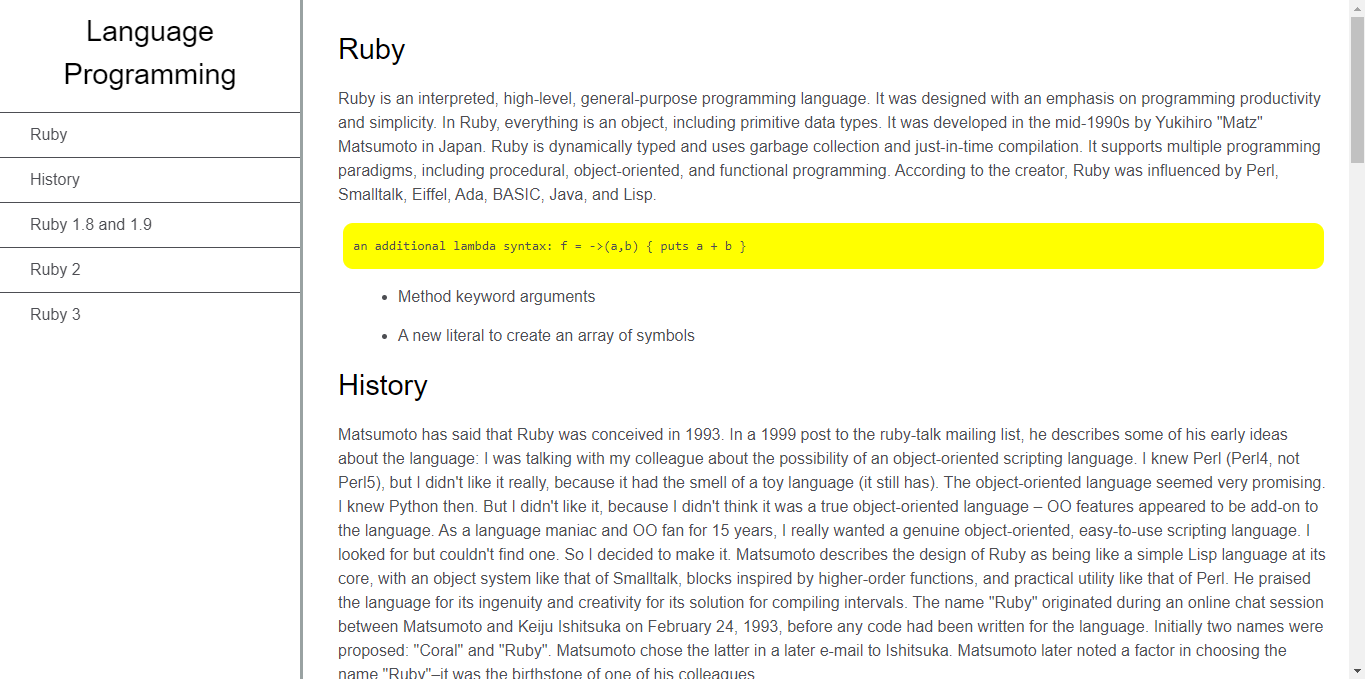 Language
Programming
Ruby
History
Ruby 1.8 and 1.9
Ruby 2
Ruby 3
Ruby
Ruby is an interpreted, high-level, general-purpose programming language. It was designed with an emphasis on programming productivity
and simplicity. In Ruby, everything is an object, including primitive data types. It was developed in the mid-1990s by Yukihiro "Matz"
Matsumoto in Japan. Ruby is dynamically typed and uses garbage collection and just-in-time compilation. It supports multiple programming
paradigms, including procedural, object-oriented, and functional programming. According to the creator, Ruby was influenced by Perl,
Smalltalk, Eiffel, Ada, BASIC, Java, and Lisp.
an additional lambda syntax: f = ->(a,b) { puts a + b }
• Method keyword arguments
• A new literal to create an array of symbols
History
Matsumoto has said that Ruby was conceived in 1993. In a 1999 post to the ruby-talk mailing list, he describes some of his early ideas
about the language: I was talking with my colleague about the possibility of an object-oriented scripting language. I knew Perl (Perl4, not
Perl5), but I didn't like it really, because it had the smell of a toy language (it still has). The object-oriented language seemed very promising.
I knew Python then. But I didn't like it, because I didn't think it was a true object-oriented language – OO features appeared to be add-on to
the language. As a language maniac and OO fan for 15 years, I really wanted a genuine object-oriented, easy-to-use scripting language. I
looked for but couldn't find one. So I decided to make it. Matsumoto describes the design of Ruby as being like a simple Lisp language at its
core, with an object system like that of Smalltalk, blocks inspired by higher-order functions, and practical utility like that of Perl. He praised
the language for its ingenuity and creativity for its solution for compiling intervals. The name "Ruby" originated during an online chat session
between Matsumoto and Keiju Ishitsuka on February 24, 1993, before any code had been written for the language. Initially two names were
proposed: "Coral" and "Ruby". Matsumoto chose the latter in a later e-mail to Ishitsuka. Matsumoto later noted a factor in choosing the
name "Ruby"–it was the birthstone of one of his colleagues